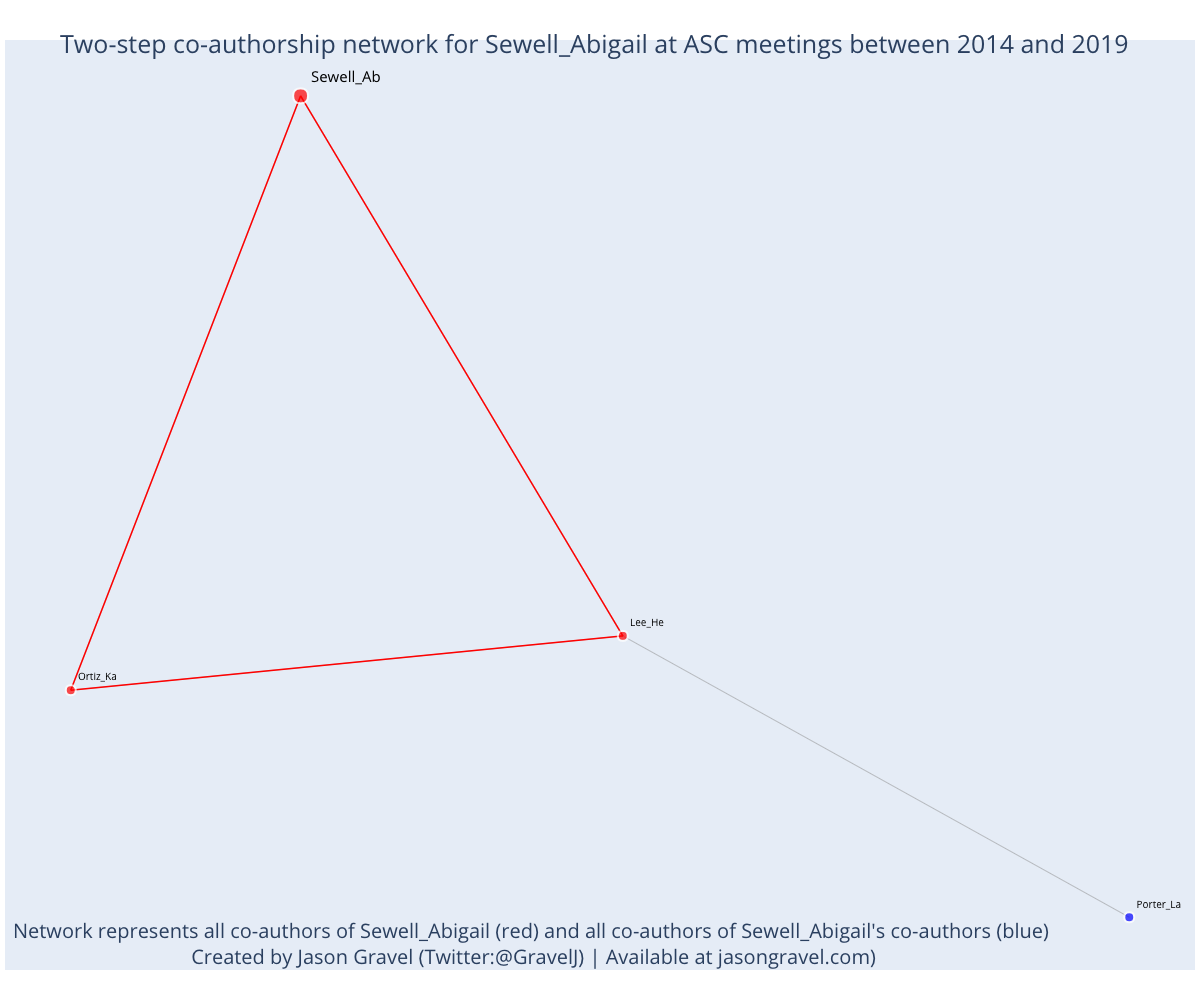 Two-step co-authorship network for Sewell_Abigail at ASC meetings between 2014 and 2019
Sewell_Ab
Lee_He
Ortiz_Ka
Porter_La
Network represents all co-authors of Sewell_Abigail (red) and all co-authors of Sewell_Abigail's co-authors (blue)
Created by Jason Gravel (Twitter:@GravelJ) | Available at jasongravel.com)